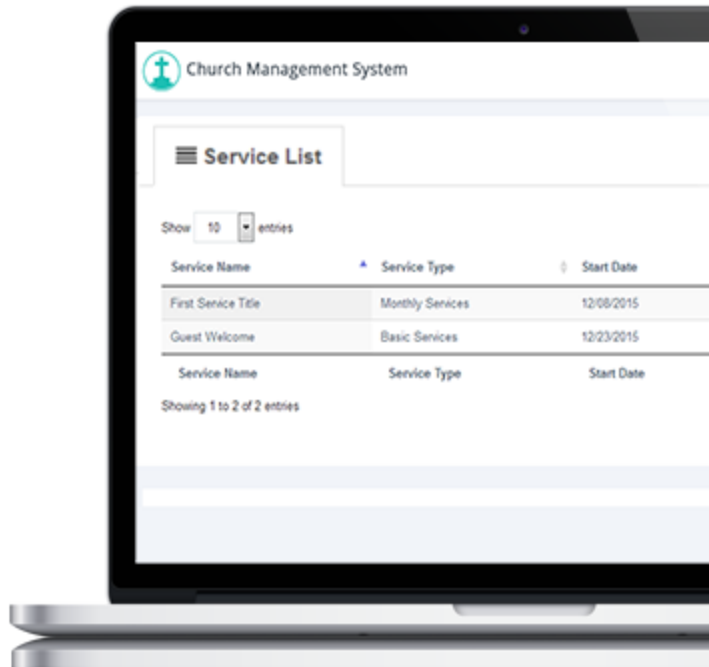 Church Management System
Service List
Show 10 entries
Service Name Service Type Start Date
First Service Title Monthly Services 12/08/2015
Guest Welcome Basic Services 12/23/2015
Service Name Service Type Start Date
Showing 1 to 2 of 2 entries